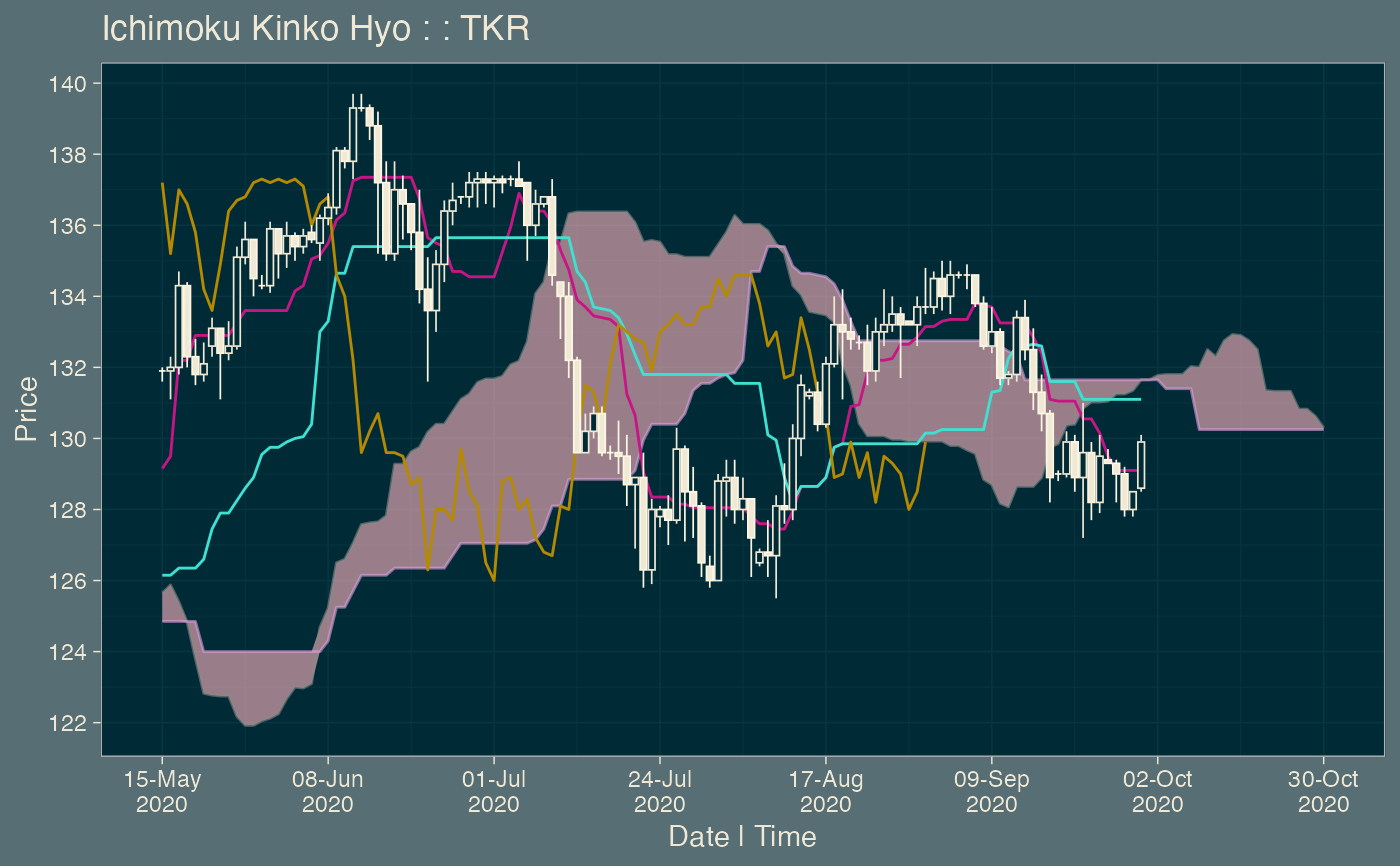 Ichimoku Kinko Hyo : : TKR
140
138
136
134
132
130
128
126
124
122
Price
15-May 08-Jun 01-Jul 24-Jul 17-Aug 09-Sep 02-Oct 30-Oct
2020 2020 2020 2020 2020 2020 2020 2020
Date | Time